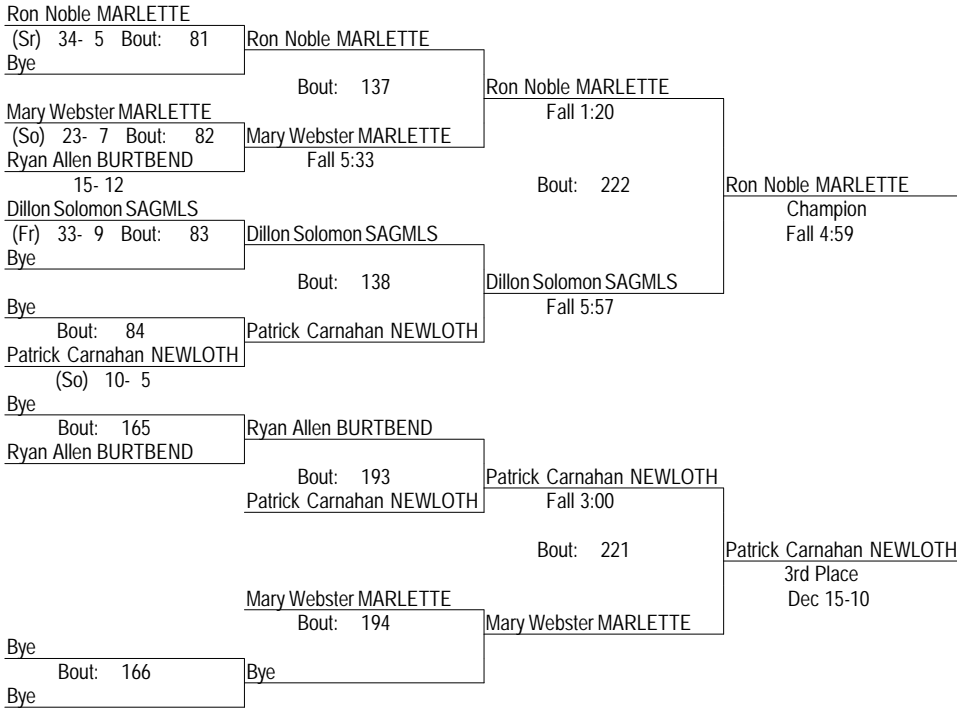 Ron Noble MARLETTE
(Sr) 34- 5 Bout: 81
Ron Noble MARLETTE
Bye
Bout: 137
Ron Noble MARLETTE
Mary Webster MARLETTE
Fall 1:20
(So) 23- 7 Bout: 82
Mary Webster MARLETTE
Ryan Allen BURTBEND
Fall 5:33
15- 12
Bout: 222
Ron Noble MARLETTE
Dillon Solomon SAGMLS
Champion
(Fr) 33- 9 Bout: 83
Dillon Solomon SAGMLS
Fall 4:59
Bye
Bout: 138
Dillon Solomon SAGMLS
Bye
Fall 5:57
Bout: 84
Patrick Carnahan NEWLOTH
Patrick Carnahan NEWLOTH
(So) 10- 5
Bye
Bout: 165
Ryan Allen BURTBEND
Ryan Allen BURTBEND
Bout: 193
Patrick Carnahan NEWLOTH
Patrick Carnahan NEWLOTH
Fall 3:00
Bout: 221
Patrick Carnahan NEWLOTH
3rd Place
Mary Webster MARLETTE
Dec 15-10
Bout: 194
Mary Webster MARLETTE
Bye
Bout: 166
Bye
Bye